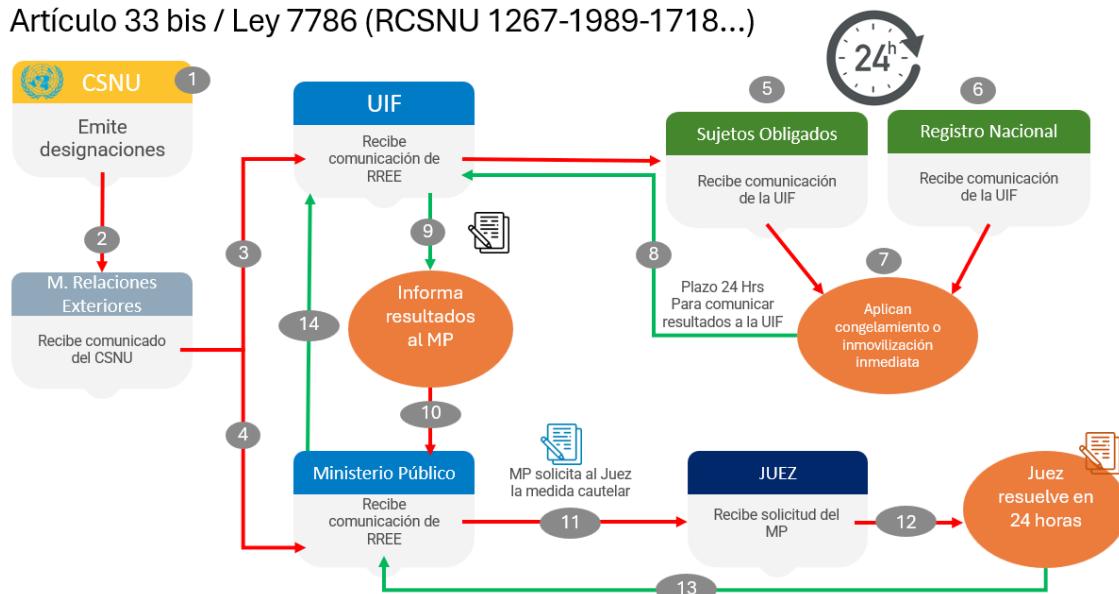 Artículo 33 bis / Ley 7786 (RCSNU 1267-1989-1718...)
24h
CSNU
1
Emite
designaciones
2
M. Relaciones
Exteriores
Recibe comunicado
del CSNU
3
4
UIF
Recibe
comunicación de
RREE
9
Informa
resultados
al MP
14
10
Ministerio Público
Recibe
comunicación de
RREE
5
Sujetos Obligados
Recibe comunicación
de la UIF
6
Registro Nacional
Recibe comunicación
de la UIF
7
Aplican
congelamiento o
inmovilización
inmediata
8
Plazo 24 Hrs
Para comunicar
resultados a la UIF
MP solicita al Juez
la medida cautelar
11
JUEZ
Recibe solicitud del
MP
12
Juez
resuelve en
24 horas
13